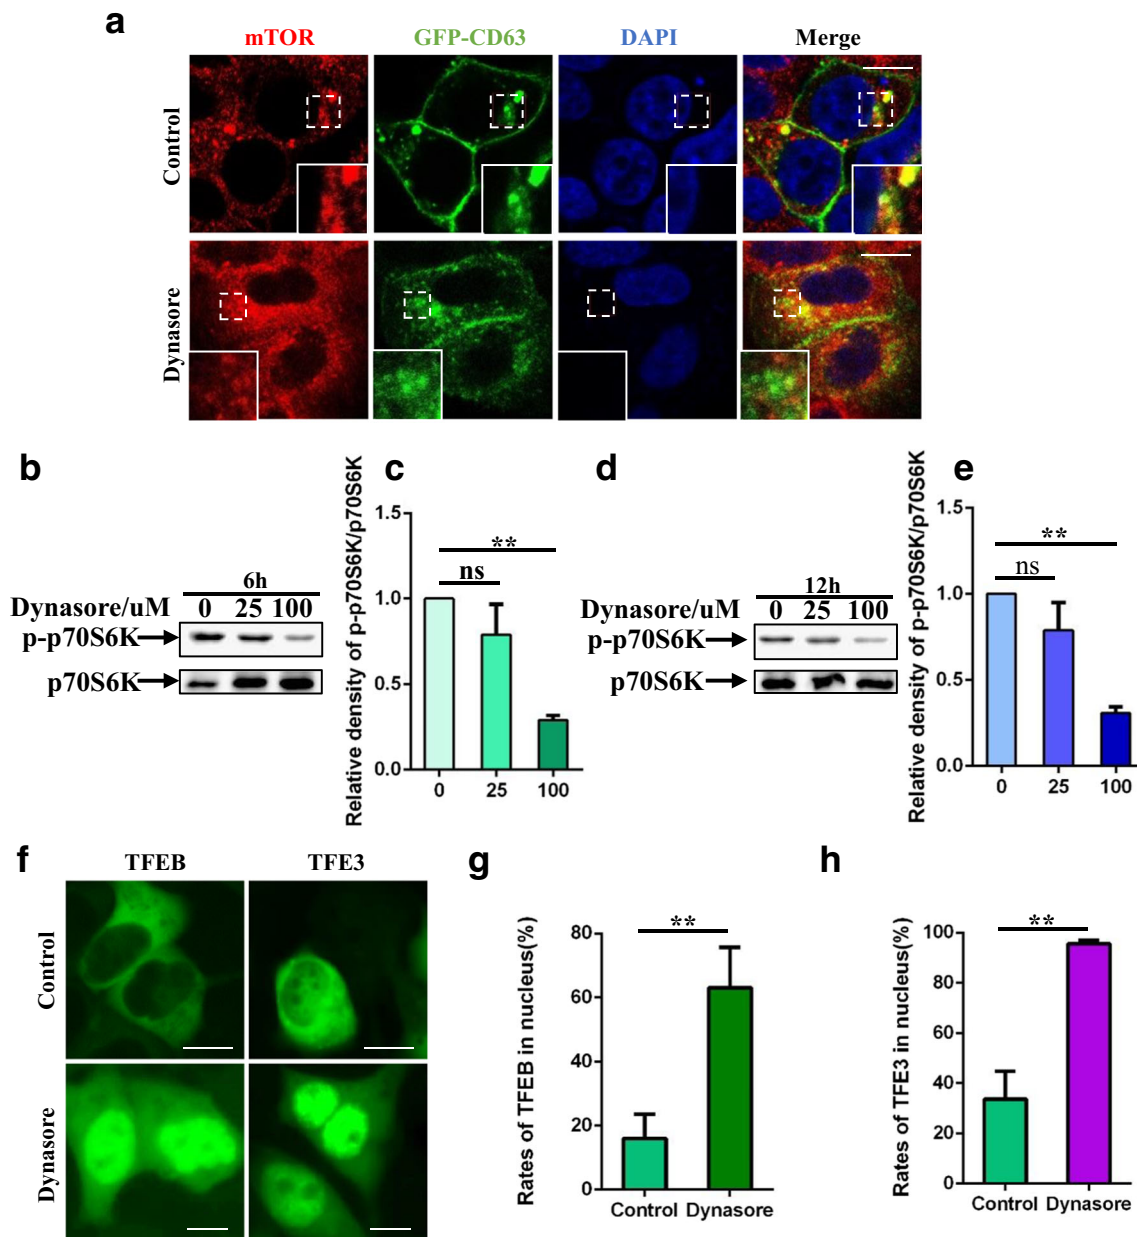 a
mTOR GFP-CD63 DAPI Merge
Control
Dynasore
b
6h
Dynasore/uM 0 25 100
p-p70S6K
p70S6K
c
Relative density of p-p70S6K/p70S6K
1.5
1.0
0.5
0.0
**
ns
0 25 100
d
12h
Dynasore/uM 0 25 100
p-p70S6K
p70S6K
e
Relative density of p-p70S6K/p70S6K
1.5
1.0
0.5
0.0
**
ns
0 25 100
f
TFEB TFE3
Control
Dynasore
g
Rates of TFEB in nucleus(%)
80
60
40
20
0
**
Control Dynasore
h
Rates of TFE3 in nucleus(%)
100
80
60
40
20
0
**
Control Dynasore